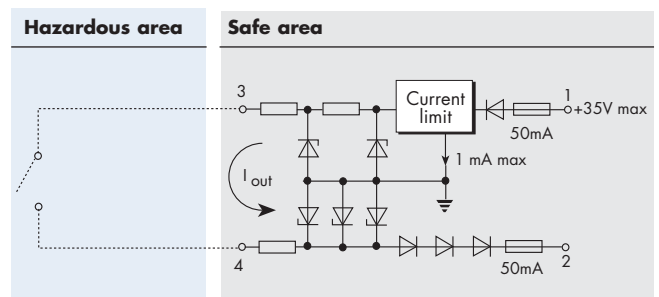 Hazardous area
Safe area
3
Current
limit
1
+35V max
50mA
1 mA max
I out
4
50mA
2